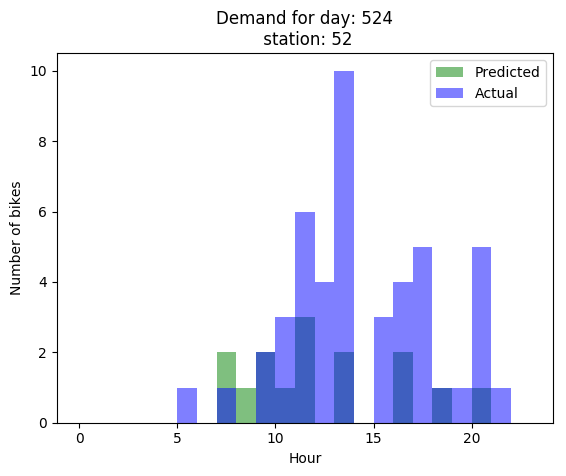 Demand for day: 524
station: 52
Predicted
Actual
Number of bikes
10
8
6
4
2
0
0
5
10
15
20
Hour